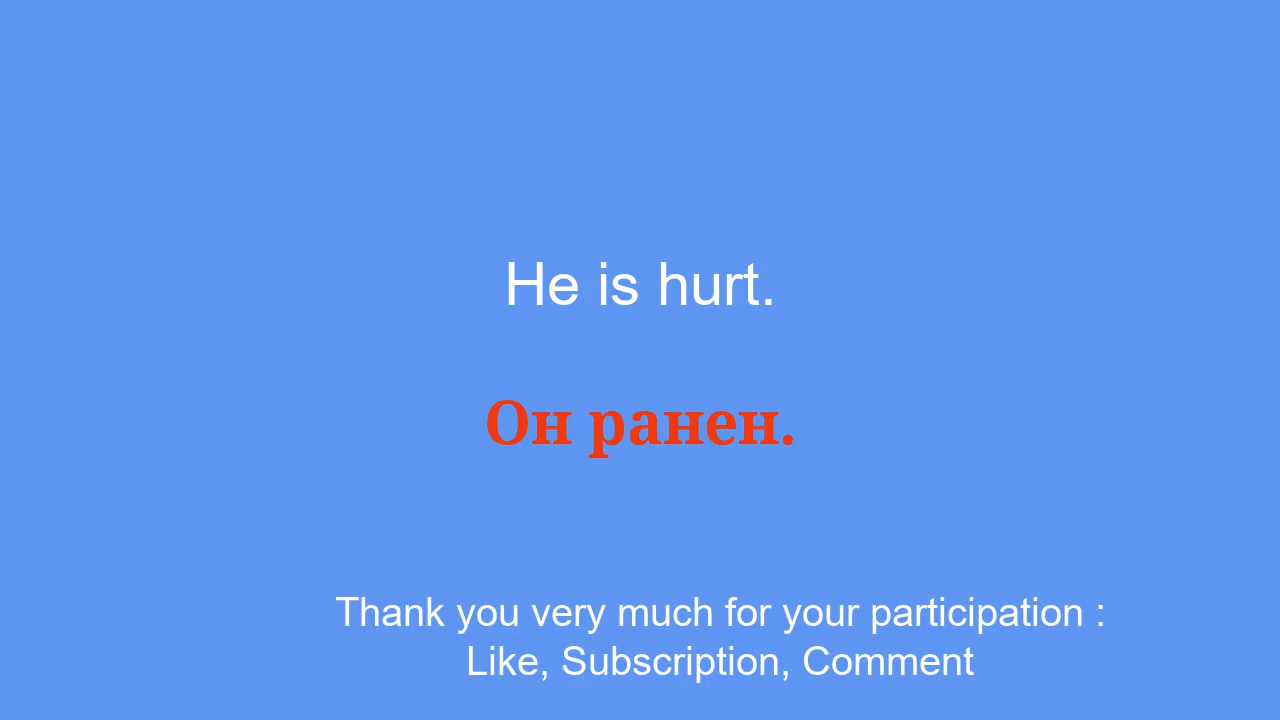 He is hurt.
Он ранен.
Thank you very much for your participation :
Like, Subscription, Comment